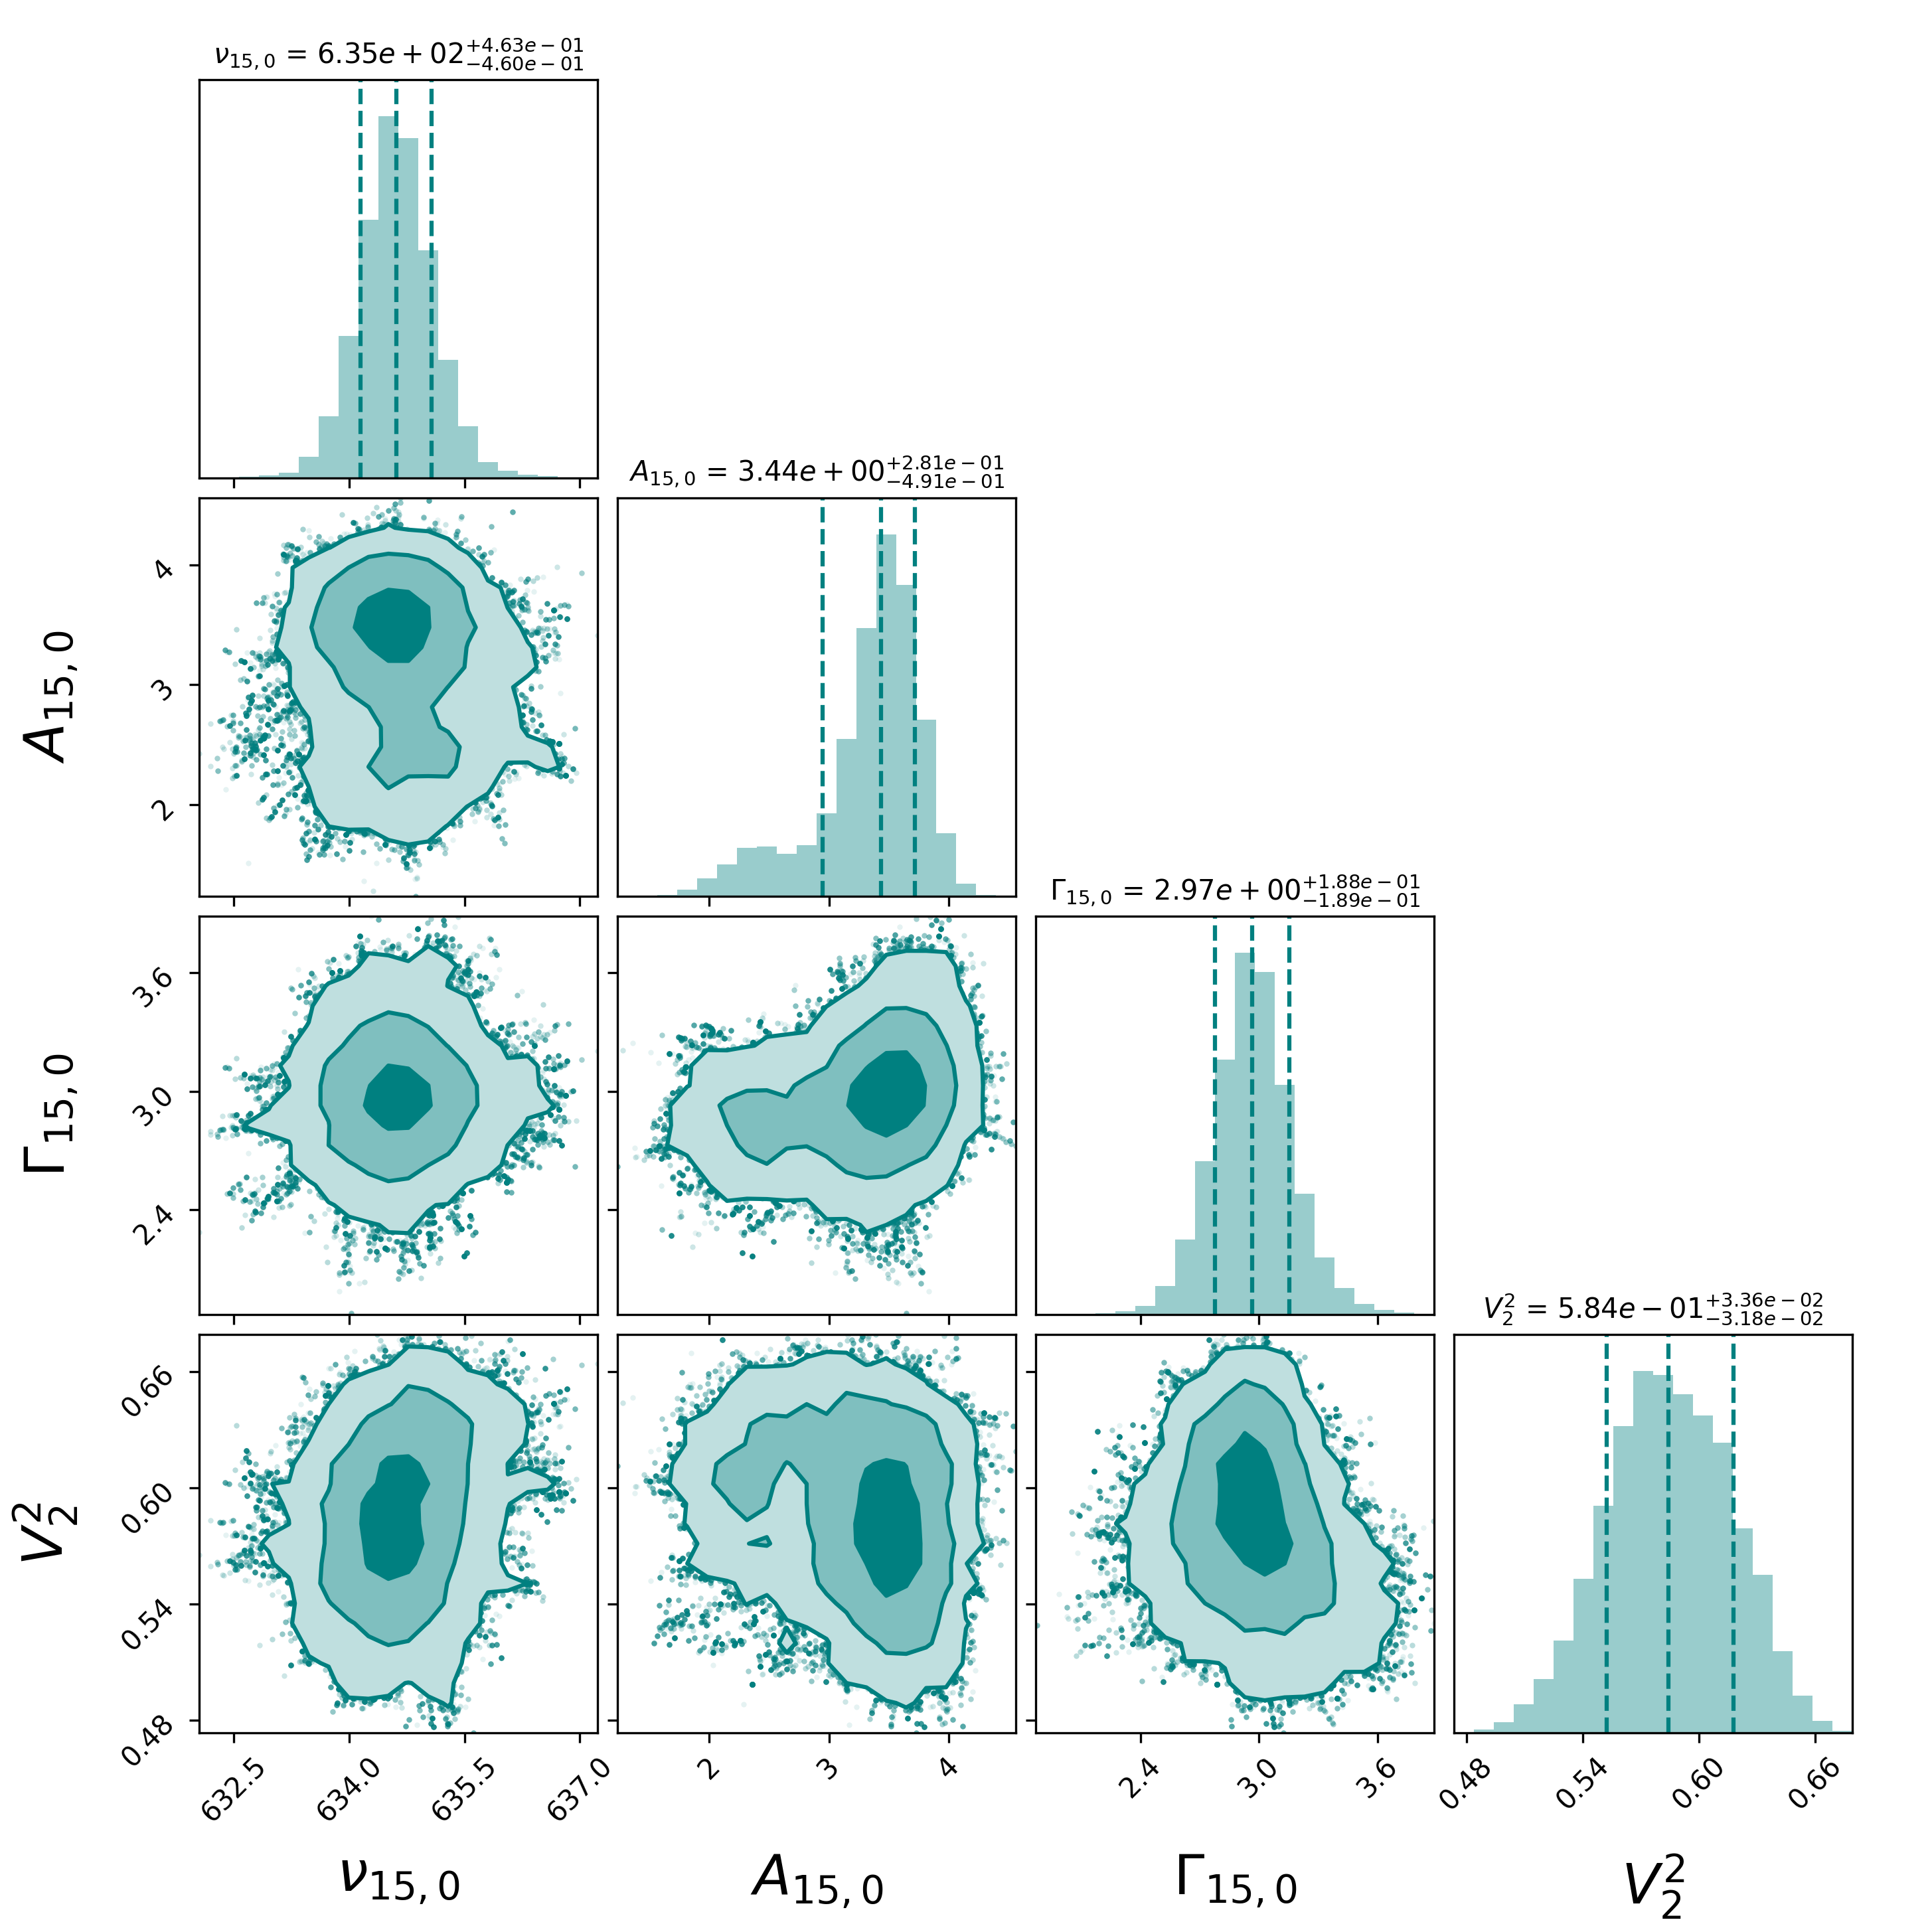 ν15,0 = 6.35e + 02 +4.63e − 01 −4.60e − 01
A15,0 = 3.44e + 00 +2.81e − 01 −4.91e − 01
4
3
2
A15,0
Γ15,0 = 2.97e + 00 +1.88e − 01 −1.89e − 01
3.6
3.0
2.4
Γ15,0
V²₂ = 5.84e − 01 +3.36e − 02 −3.18e − 02
0.66
0.60
0.54
0.48
V²₂
632.5 634.0 635.5 637.0 2 3 4 2.4 3.0 3.6 0.48 0.54 0.60 0.66
ν15,0 A15,0 Γ15,0 V²₂